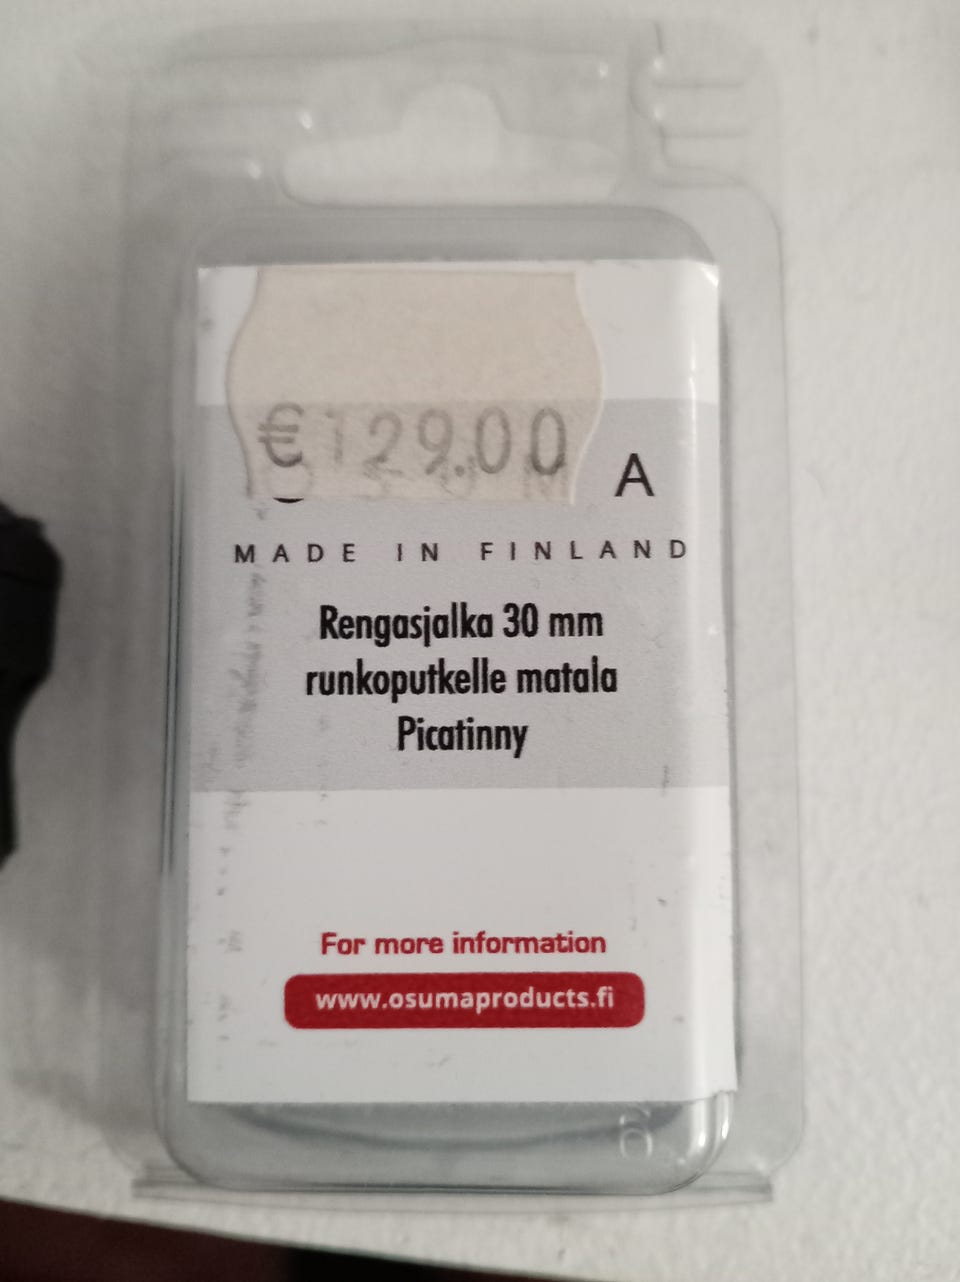 €129.00
A
MADE IN FINLAND
Rengasjalka 30 mm
runkoputkelle matala
Picatinny
For more information
www.osumaproducts.fi